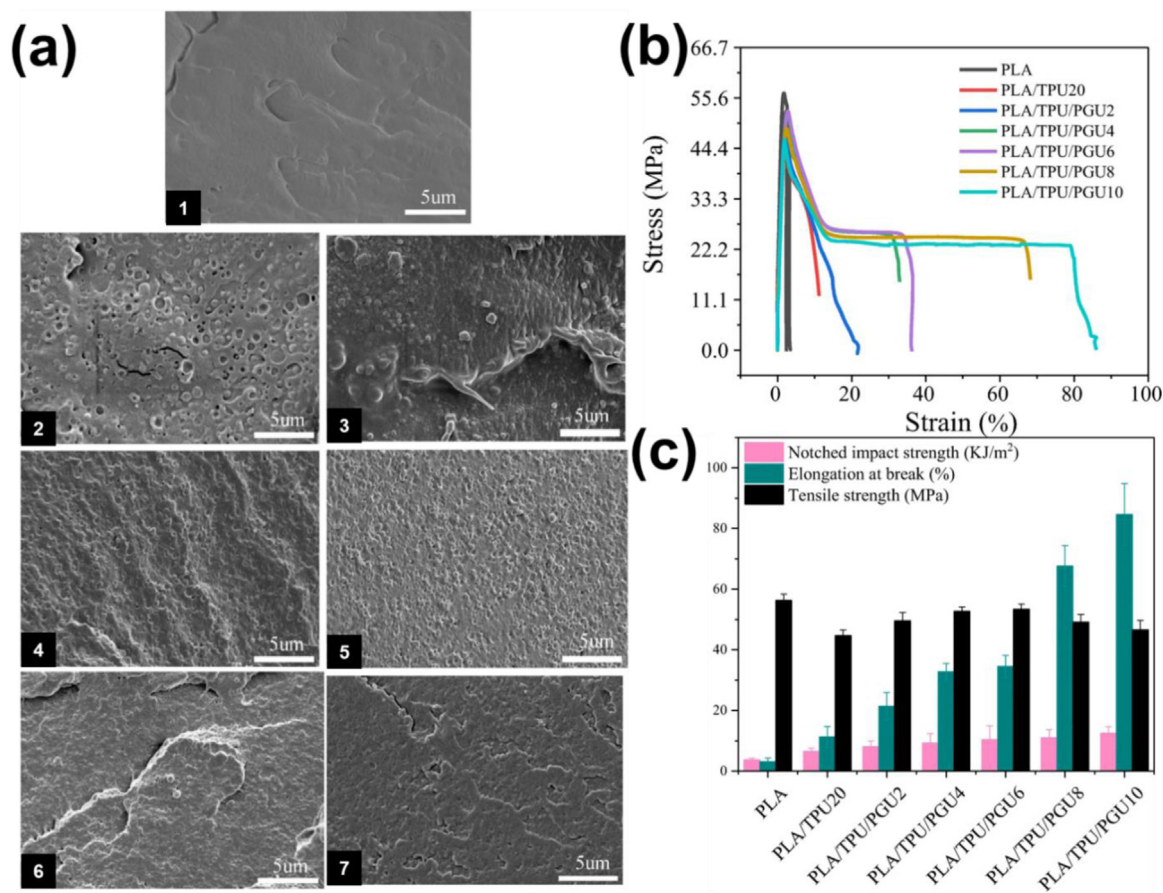 (a)
1
5um
2
5um
3
5um
4
5um
5
5um
6
5um
7
5um
(b)
66.7
55.6
44.4
33.3
22.2
11.1
0.0
Stress (MPa)
PLA
PLA/TPU20
PLA/TPU/PGU2
PLA/TPU/PGU4
PLA/TPU/PGU6
PLA/TPU/PGU8
PLA/TPU/PGU10
0 20 40 60 80 100
Strain (%)
(c)
Notched impact strength (KJ/m²)
Elongation at break (%)
Tensile strength (MPa)
100
80
60
40
20
0
PLA
PLA/TPU20
PLA/TPU/PGU2
PLA/TPU/PGU4
PLA/TPU/PGU6
PLA/TPU/PGU8
PLA/TPU/PGU10